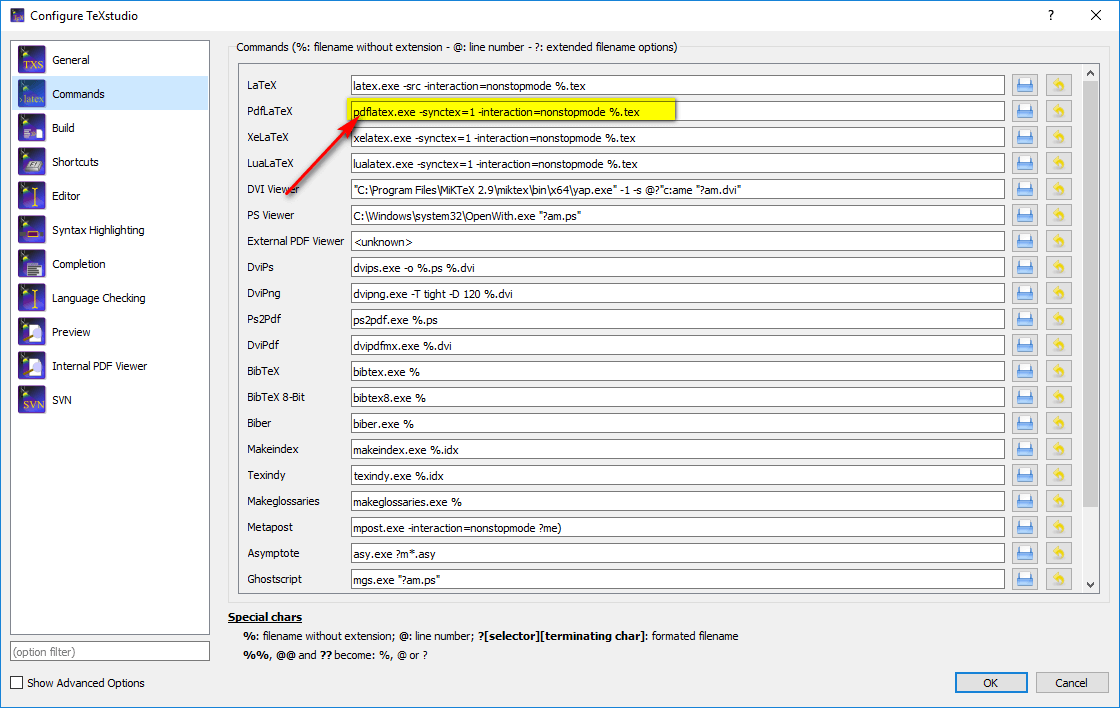 Configure TeXstudio
?
General
Commands
Build
Shortcuts
Editor
Syntax Highlighting
Completion
Language Checking
Preview
Internal PDF Viewer
SVN
(option filter)
Show Advanced Options
Commands (%: filename without extension - @: line number - ?: extended filename options)
LaTeX latex.exe -src -interaction=nonstopmode %.tex
PdfLaTeX pdflatex.exe -synctex=1 -interaction=nonstopmode %.tex
XeLaTeX xelatex.exe -synctex=1 -interaction=nonstopmode %.tex
LuaLaTeX lualatex.exe -synctex=1 -interaction=nonstopmode %.tex
DVI Viewer "C:\Program Files\MiKTeX 2.9\miktex\bin\x64\yap.exe" -1 -s @?"c:ame "?am.dvi"
PS Viewer C:\Windows\system32\OpenWith.exe "?am.ps"
External PDF Viewer <unknown>
DviPs dvips.exe -o %.ps %.dvi
DviPng dvipng.exe -T tight -D 120 %.dvi
Ps2Pdf ps2pdf.exe %.ps
DviPdf dvipdfmx.exe %.dvi
BibTeX bibtex.exe %
BibTeX 8-Bit bibtex8.exe %
Biber biber.exe %
Makeindex makeindex.exe %.idx
Texindy texindy.exe %.idx
Makeglossaries makeglossaries.exe %
Metapost mpost.exe -interaction=nonstopmode ?me)
Asymptote asy.exe ?m*.asy
Ghostscript mgs.exe "?am.ps"
Special chars
%: filename without extension; @: line number; ?[selector][terminating char]: formated filename
%%, @@ and ?? become: %, @ or ?
OK
Cancel